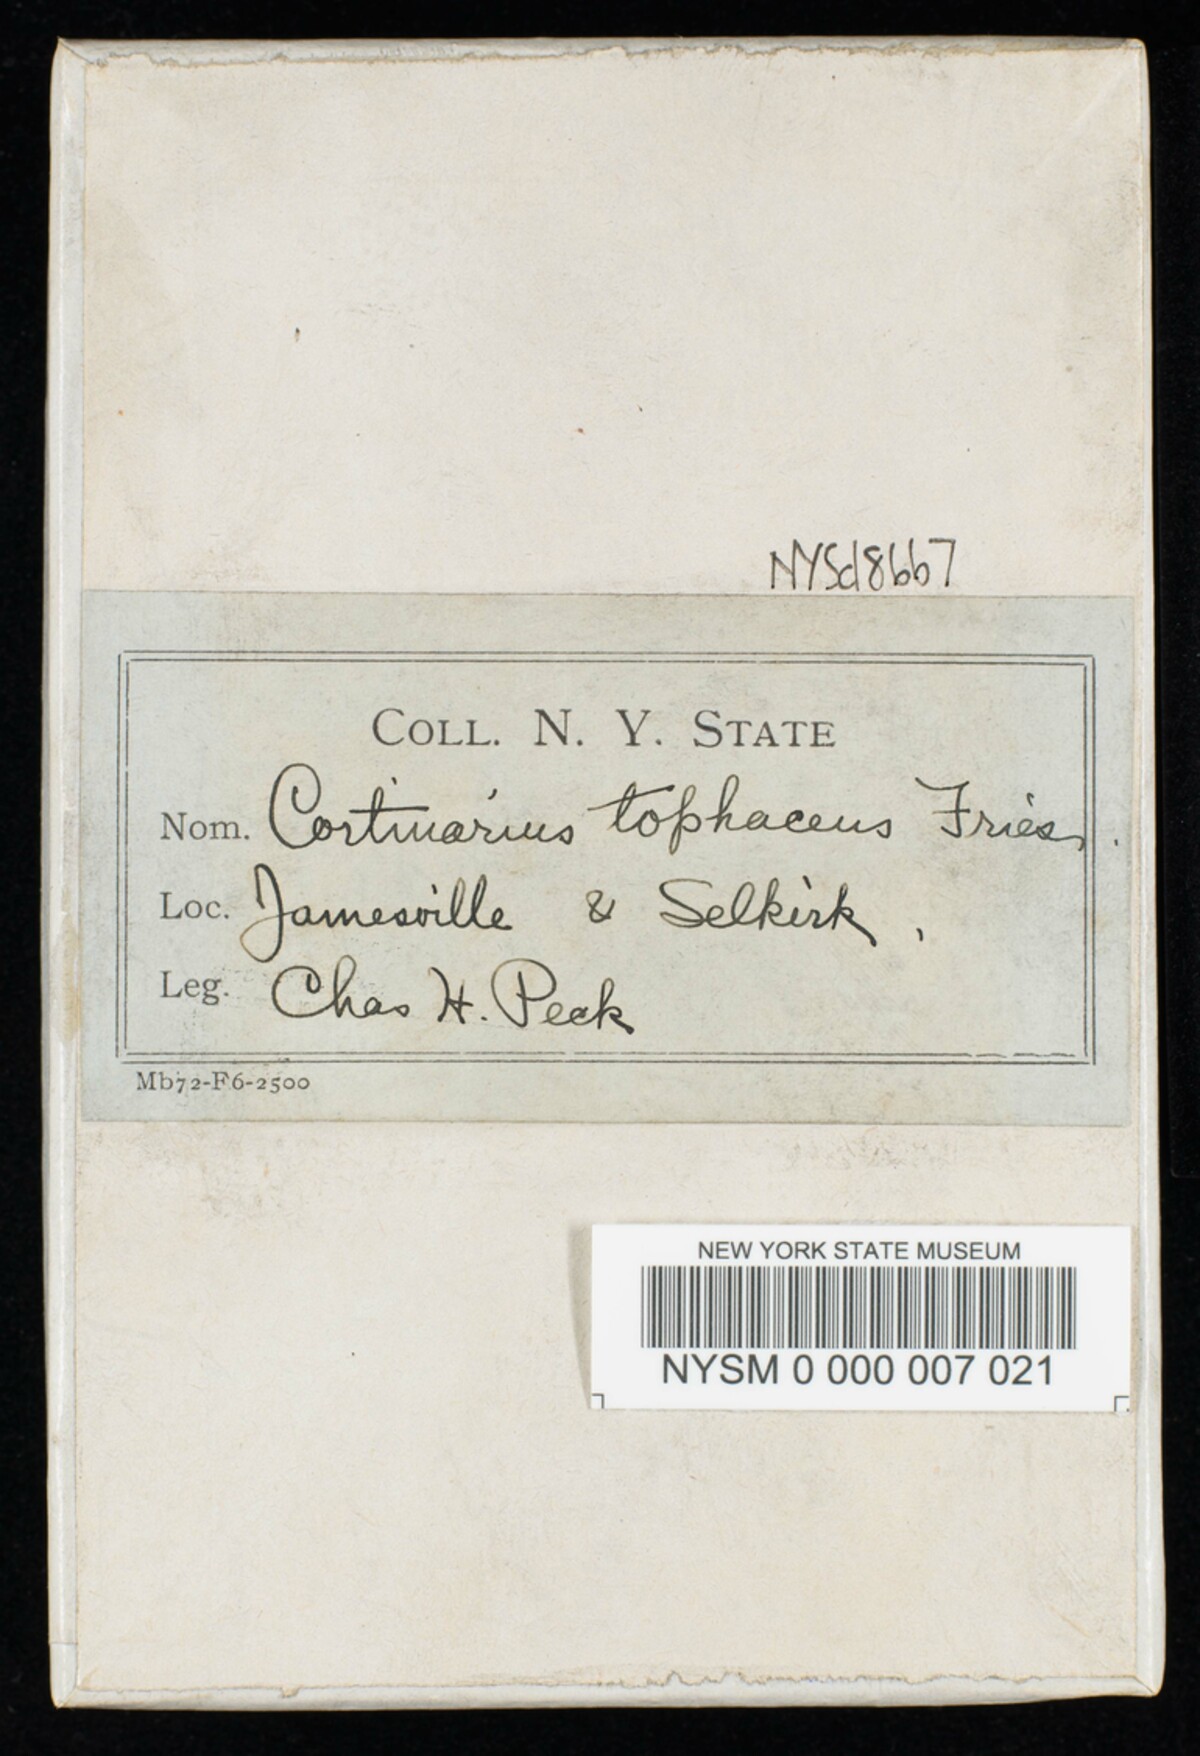 NYSd8667
COLL. N. Y. STATE
Nom. Cortinarius tophaceus Fries.
Loc. Jamesville & Selkirk,
Leg. Chas H. Peck
Mb72-F6-2500
NEW YORK STATE MUSEUM
NYSM 0 000 007 021